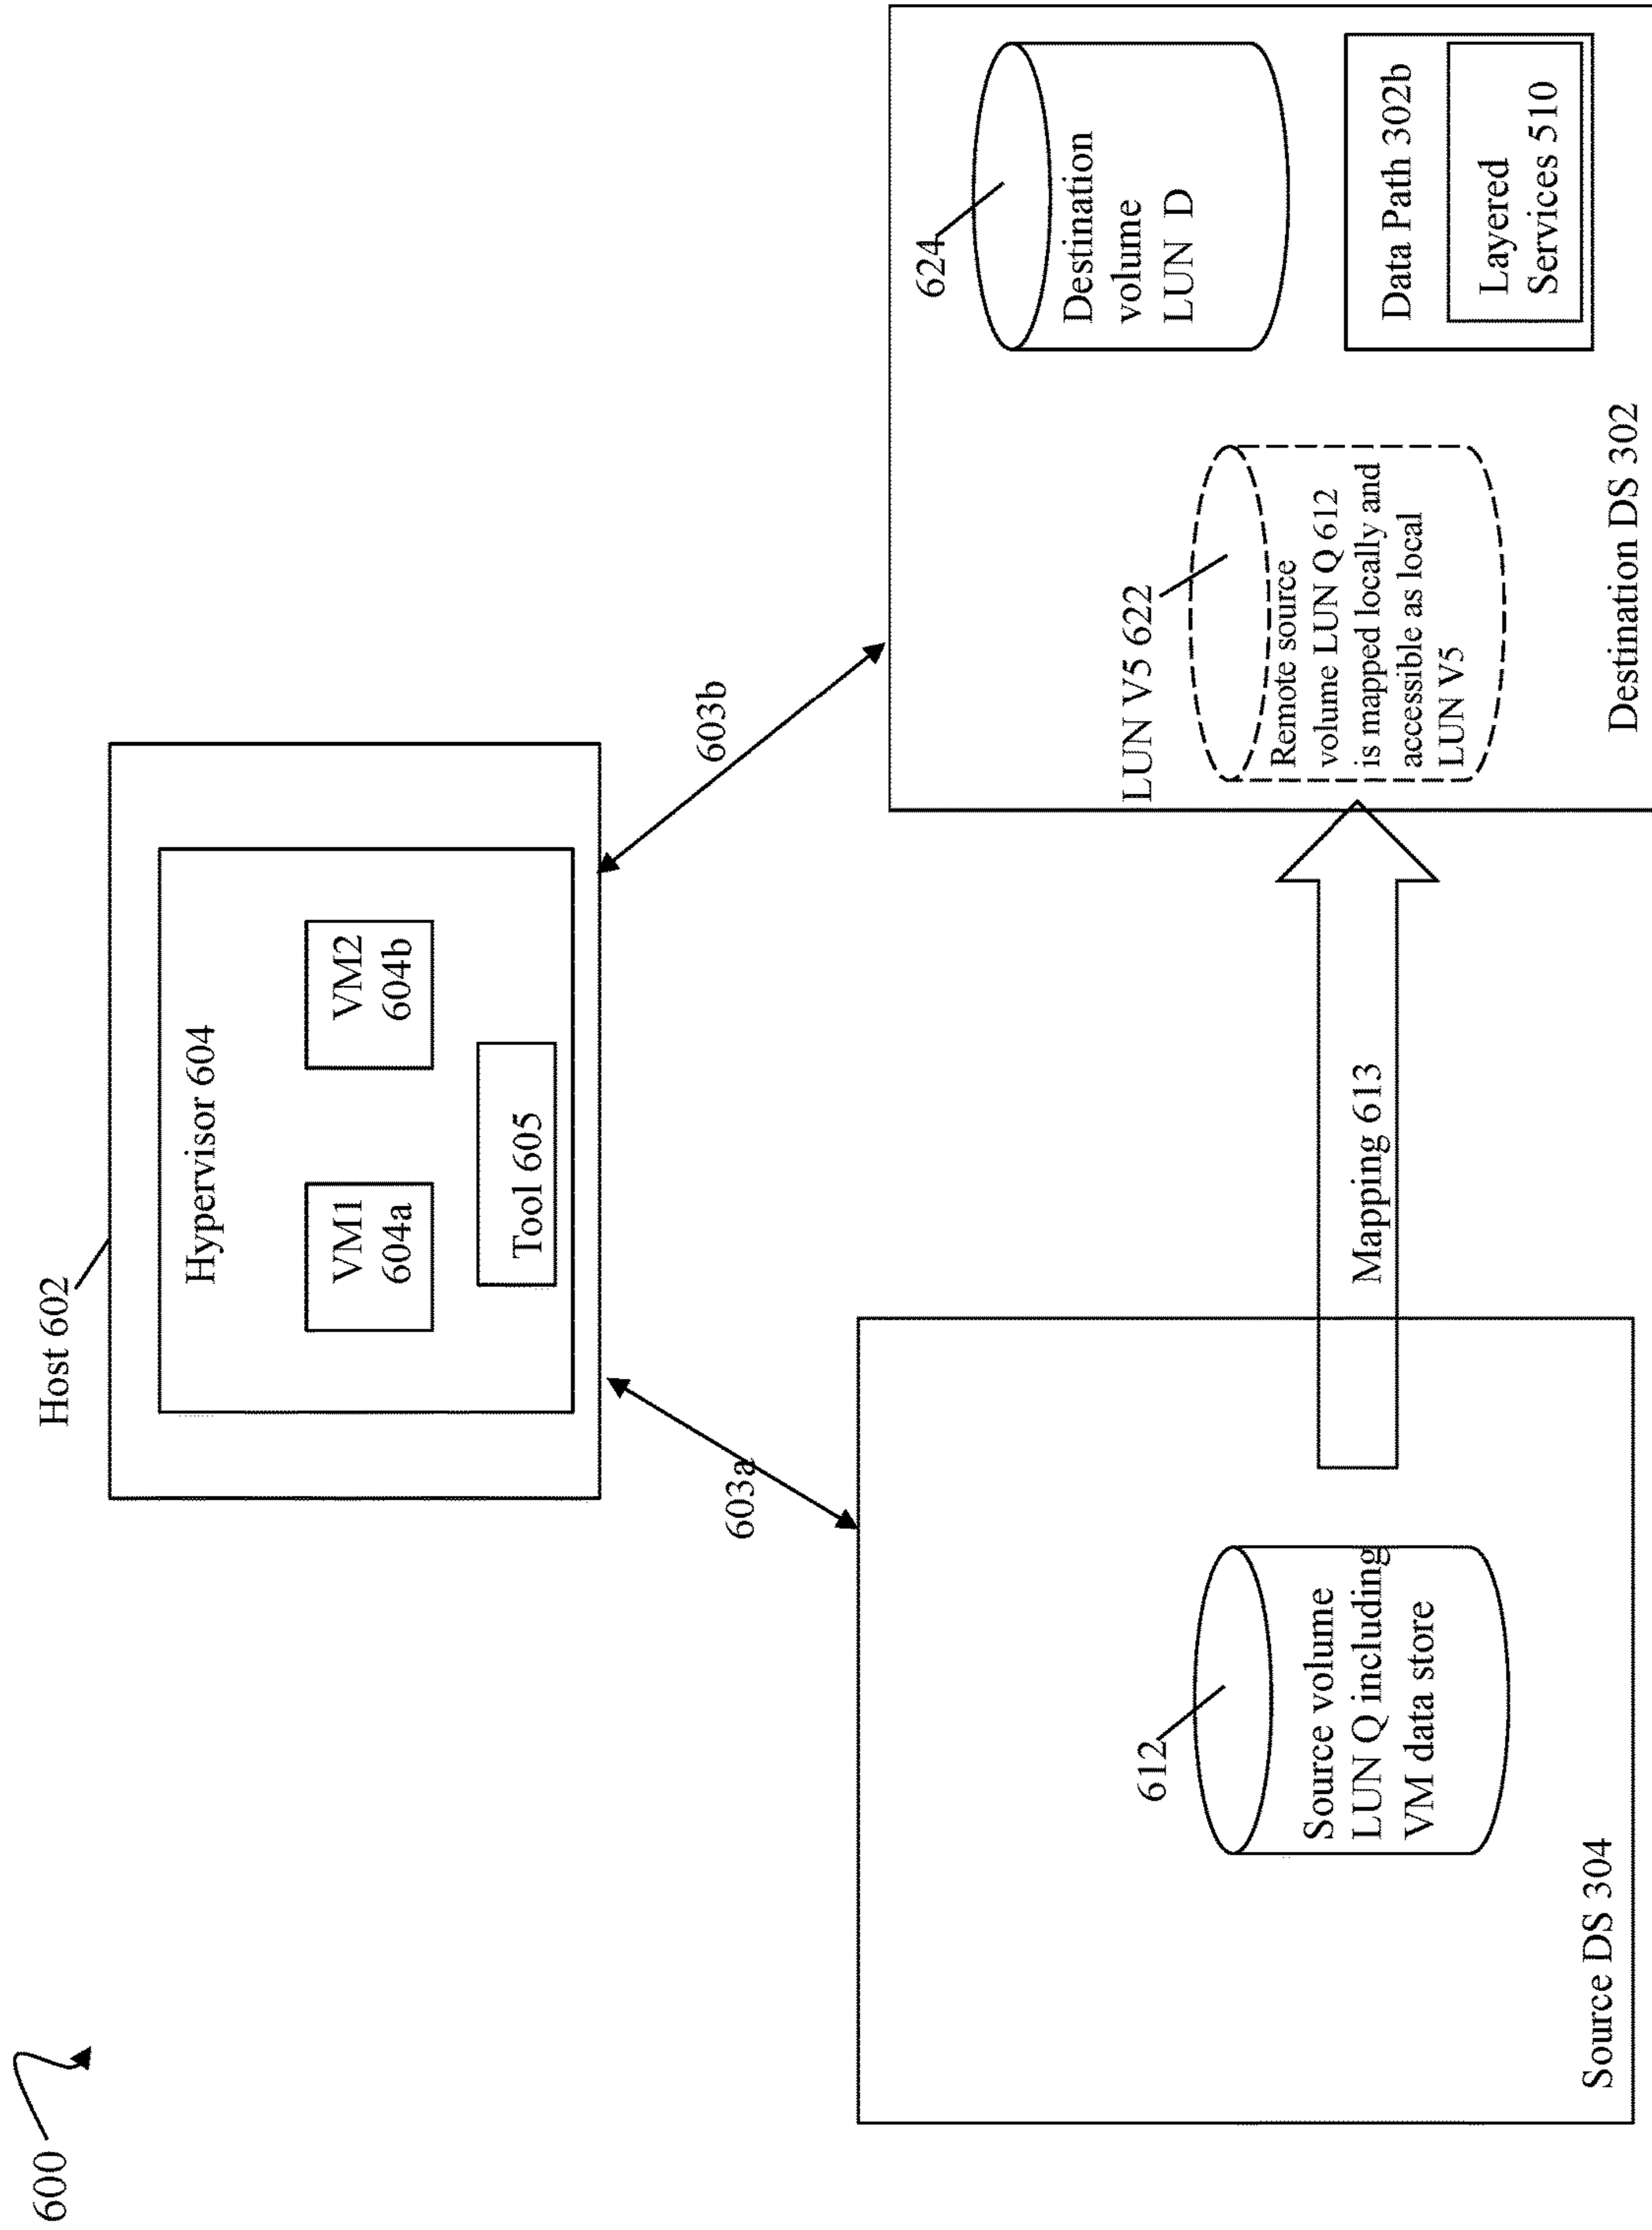 600
Host 602
Hypervisor 604
VM1
604a
VM2
604b
Tool 605
603a
603b
612
Source volume
LUN Q including
VM data store
Source DS 304
Mapping 613
LUN V5 622
Remote source
volume LUN Q 612
is mapped locally and
accessible as local
LUN V5
624
Destination
volume
LUN D
Data Path 302b
Layered
Services 510
Destination DS 302